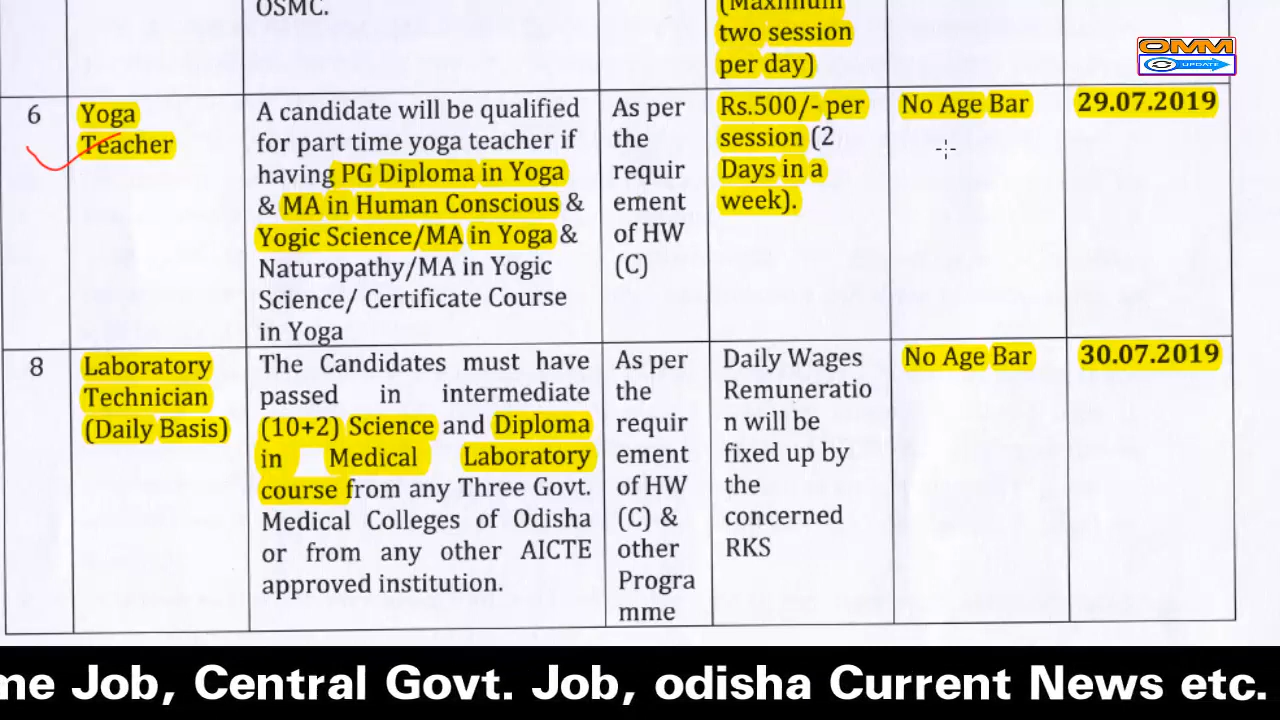 OSMC.
(Maximum
two session
per day)
OMM
UPDATE
6
Yoga
Teacher
A candidate will be qualified
for part time yoga teacher if
having PG Diploma in Yoga
& MA in Human Conscious &
Yogic Science/MA in Yoga &
Naturopathy/MA in Yogic
Science/ Certificate Course
in Yoga
As per
the
requir
ement
of HW
(C)
Rs.500/- per
session (2
Days in a
week).
No Age Bar
29.07.2019
8
Laboratory
Technician
(Daily Basis)
The Candidates must have
passed in intermediate
(10+2) Science and Diploma
in Medical Laboratory
course from any Three Govt.
Medical Colleges of Odisha
or from any other AICTE
approved institution.
As per
the
requir
ement
of HW
(C) &
other
Progra
mme
Daily Wages
Remuneratio
n will be
fixed up by
the
concerned
RKS
No Age Bar
30.07.2019
me Job, Central Govt. Job, odisha Current News etc.